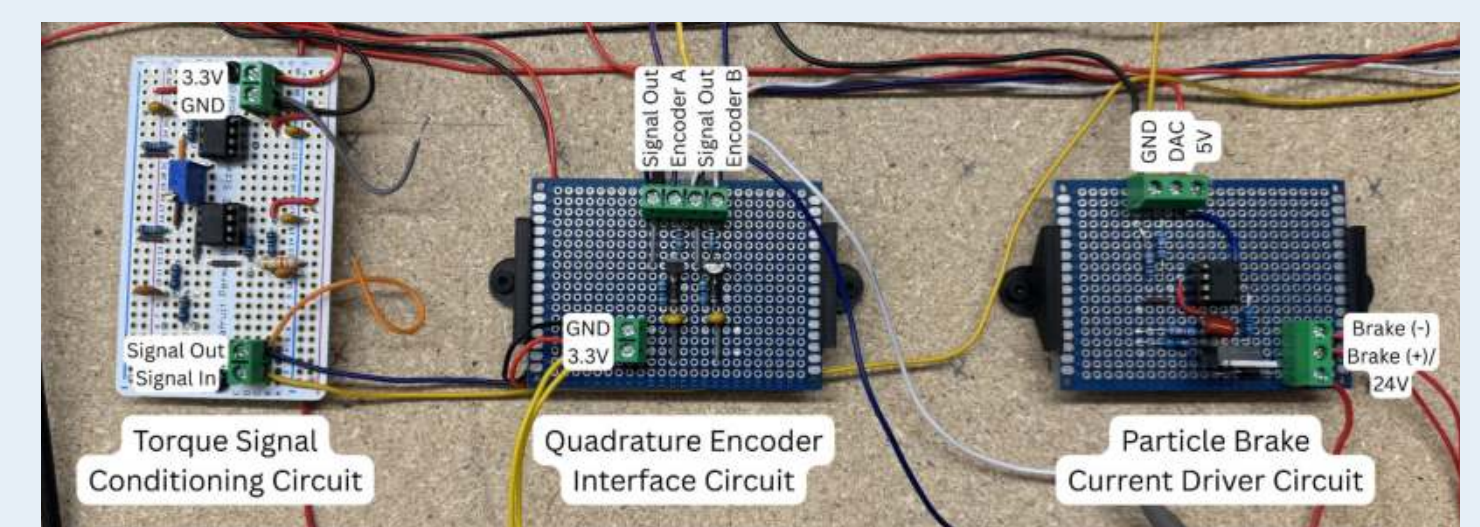 3.3V
GND
Signal Out
Signal In
Torque Signal
Conditioning Circuit
Signal Out
Encoder A
Signal Out
Encoder B
GND
3.3V
Quadrature Encoder
Interface Circuit
GND
DAC
5V
Brake (-)
Brake (+)/
24V
Particle Brake
Current Driver Circuit